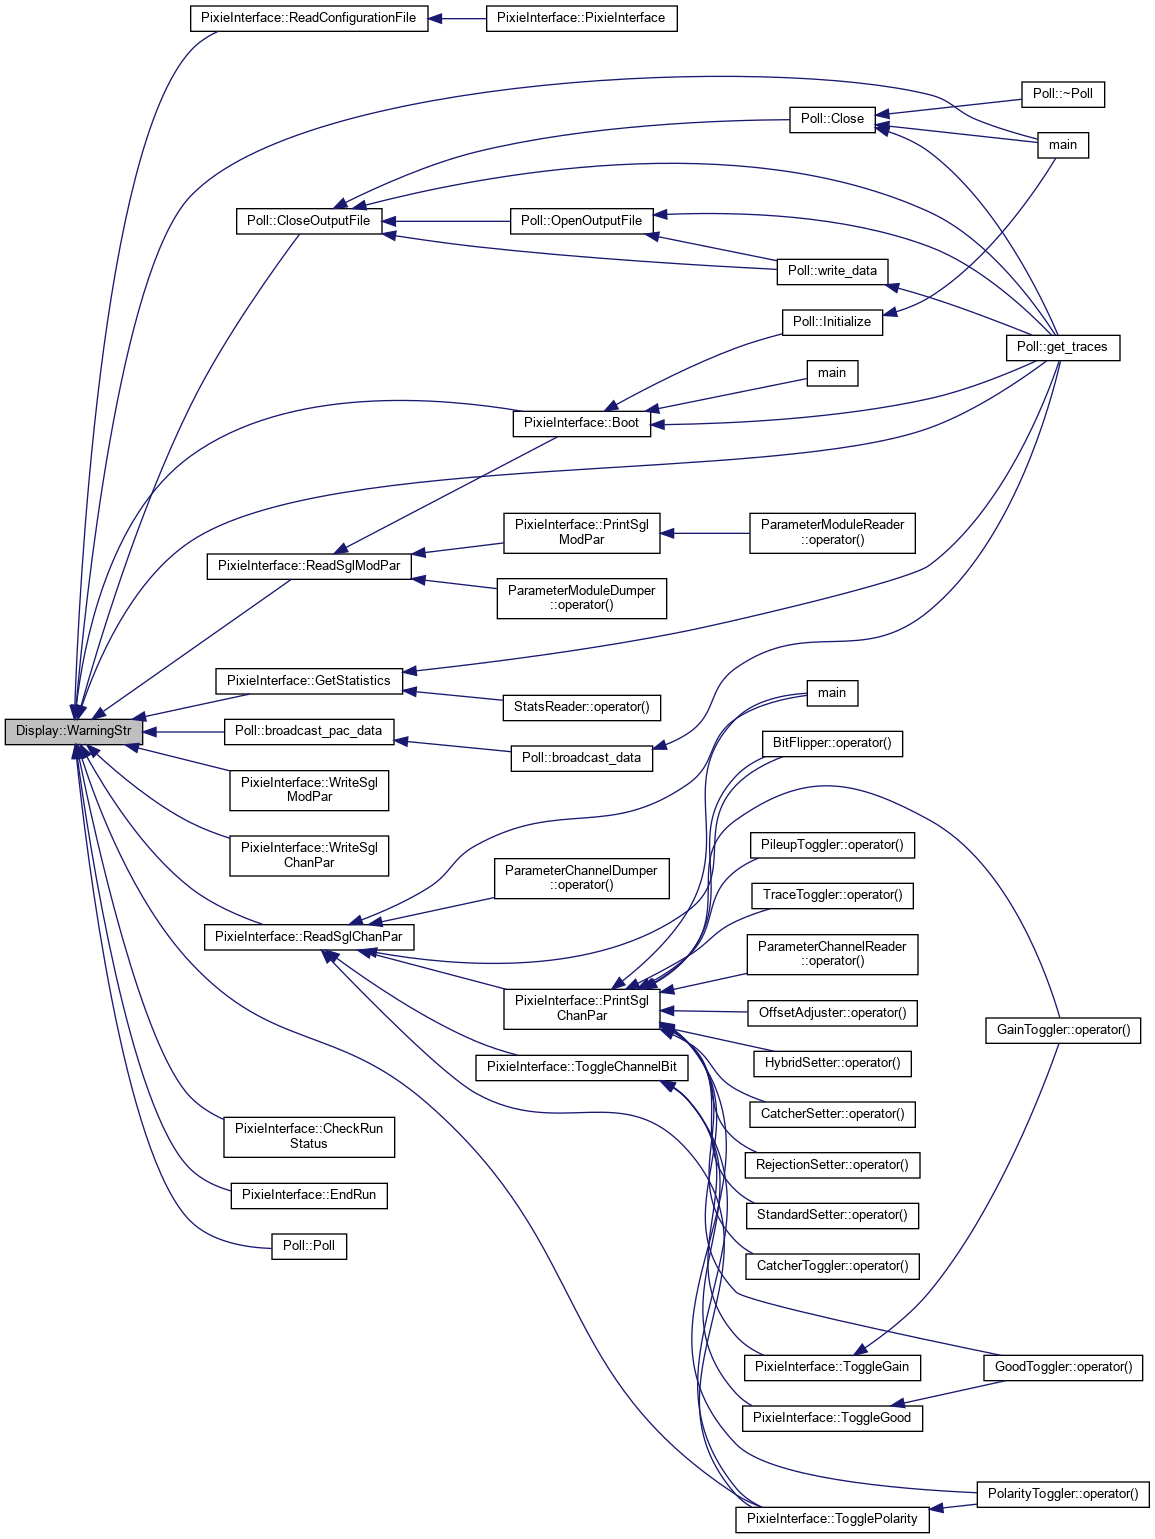 PixieInterface::ReadConfigurationFile
PixieInterface::PixieInterface
Poll::~Poll
Poll::Close
main
Poll::CloseOutputFile
Poll::OpenOutputFile
Poll::write_data
Poll::Initialize
Poll::get_traces
main
PixieInterface::Boot
PixieInterface::PrintSgl
ModPar
ParameterModuleReader
::operator()
PixieInterface::ReadSglModPar
ParameterModuleDumper
::operator()
PixieInterface::GetStatistics
StatsReader::operator()
main
Display::WarningStr
Poll::broadcast_pac_data
Poll::broadcast_data
BitFlipper::operator()
PixieInterface::WriteSgl
ModPar
PixieInterface::WriteSgl
ChanPar
PileupToggler::operator()
ParameterChannelDumper
::operator()
TraceToggler::operator()
PixieInterface::ReadSglChanPar
ParameterChannelReader
::operator()
PixieInterface::PrintSgl
ChanPar
OffsetAdjuster::operator()
GainToggler::operator()
HybridSetter::operator()
PixieInterface::ToggleChannelBit
CatcherSetter::operator()
PixieInterface::CheckRun
Status
RejectionSetter::operator()
PixieInterface::EndRun
StandardSetter::operator()
Poll::Poll
CatcherToggler::operator()
PixieInterface::ToggleGain
GoodToggler::operator()
PixieInterface::ToggleGood
PolarityToggler::operator()
PixieInterface::TogglePolarity